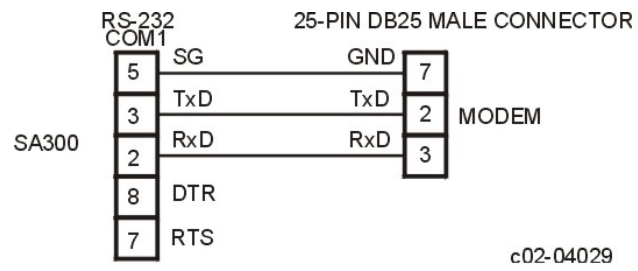 RS-232
COM1
25-PIN DB25 MALE CONNECTOR
5 SG GND 7
3 TxD TxD 2 MODEM
SA300
2 RxD RxD 3
8 DTR
7 RTS
c02-04029